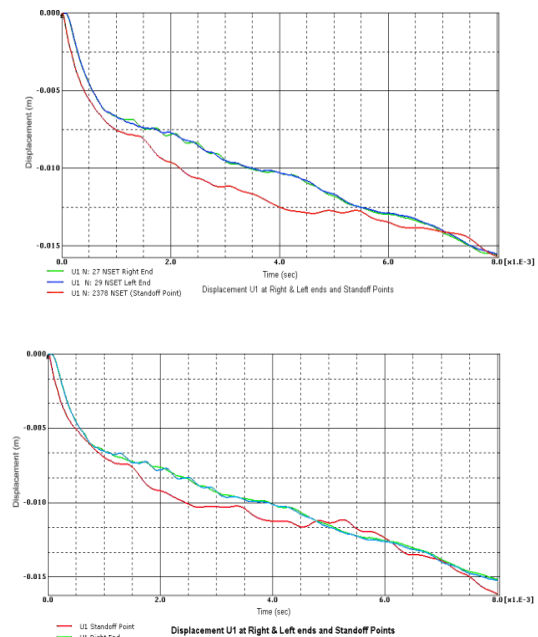 0.000
-0.005
-0.010
-0.015
Displacement (m)
0.0 2.0 4.0 6.0 8.0 [x1.E-3]
Time (sec)
U1 N: 27 NSET Right End
U1 N: 29 NSET Left End
U1 N: 2378 NSET (Standoff Point)
Displacement U1 at Right & Left ends and Standoff Points
0.000
-0.005
-0.010
-0.015
Displacement (m)
0.0 2.0 4.0 6.0 8.0 [x1.E-3]
Time (sec)
U1 Standoff Point
U1 Right End
Displacement U1 at Right & Left ends and Standoff Points